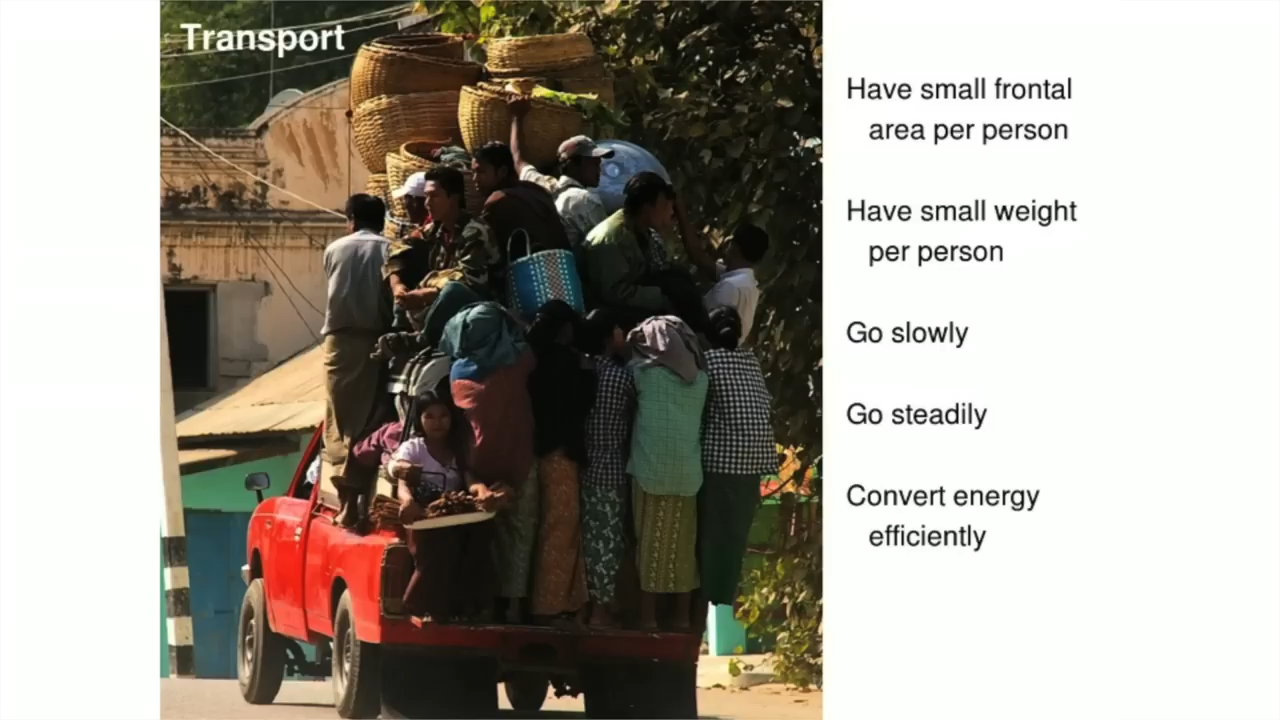 Transport
Have small frontal
area per person
Have small weight
per person
Go slowly
Go steadily
Convert energy
efficiently